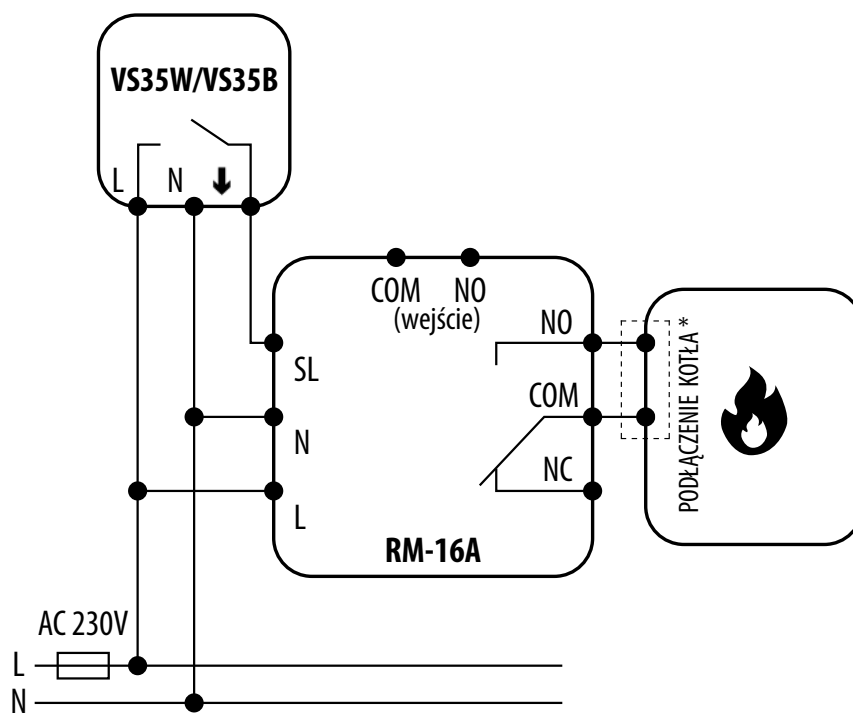 VS35W/VS35B
L N
COM NO
(wejście)
SL
N
L
NO
COM
NC
RM-16A
PODŁĄCZENIE KOTŁA *
AC 230V
L
N